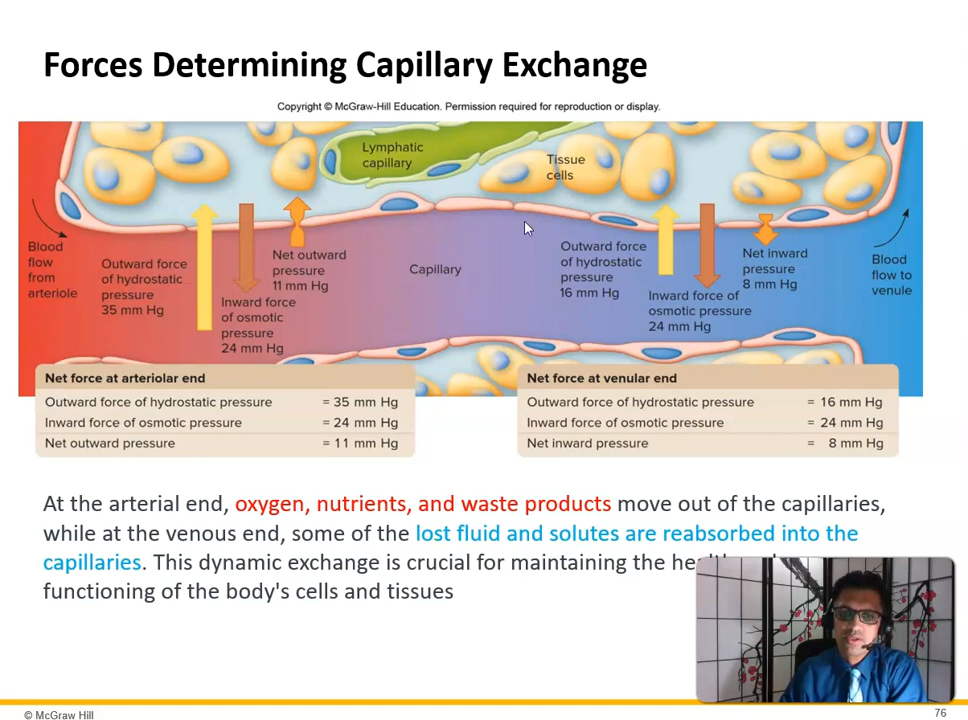 Forces Determining Capillary Exchange
Copyright © McGraw-Hill Education. Permission required for reproduction or display.
Lymphatic
capillary
Tissue
cells
Blood
flow
from
arteriole
Outward force
of hydrostatic
pressure
35 mm Hg
Inward force
of osmotic
pressure
24 mm Hg
Net outward
pressure
11 mm Hg
Capillary
Outward force
of hydrostatic
pressure
16 mm Hg
Inward force of
osmotic pressure
24 mm Hg
Net inward
pressure
8 mm Hg
Blood
flow to
venule
Net force at arteriolar end
Outward force of hydrostatic pressure = 35 mm Hg
Inward force of osmotic pressure = 24 mm Hg
Net outward pressure = 11 mm Hg
Net force at venular end
Outward force of hydrostatic pressure = 16 mm Hg
Inward force of osmotic pressure = 24 mm Hg
Net inward pressure = 8 mm Hg
At the arterial end, oxygen, nutrients, and waste products move out of the capillaries,
while at the venous end, some of the lost fluid and solutes are reabsorbed into the
capillaries. This dynamic exchange is crucial for maintaining the
functioning of the body's cells and tissues
© McGraw Hill
76